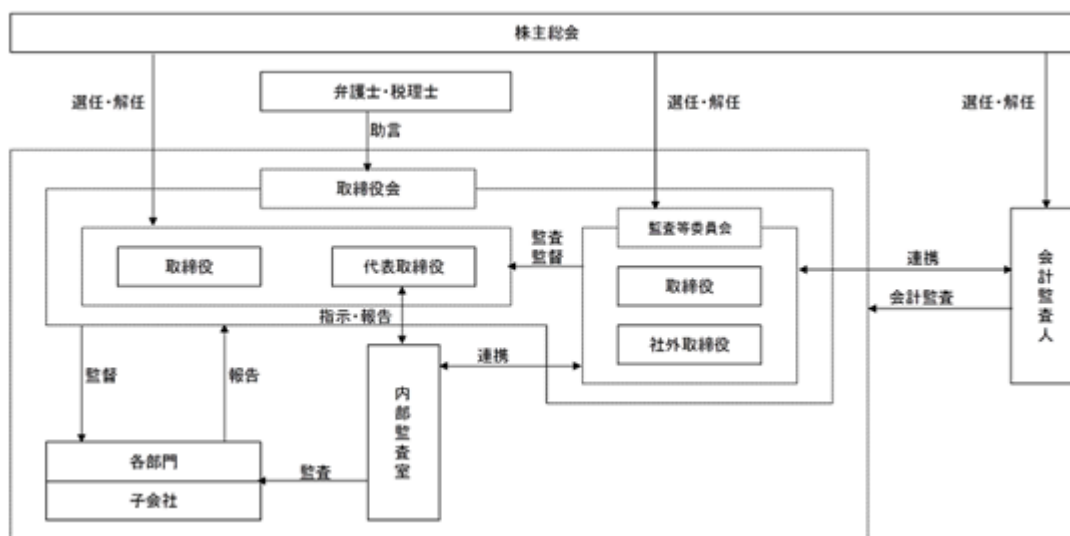 株主総会
弁護士・税理士
選任・解任
選任・解任
選任・解任
助言
取締役会
監査等委員会
監査
監督
取締役
代表取締役
取締役
社外取締役
連携
会計監査
会計監査人
指示・報告
連携
監督
報告
内部監査室
各部門
子会社
監査